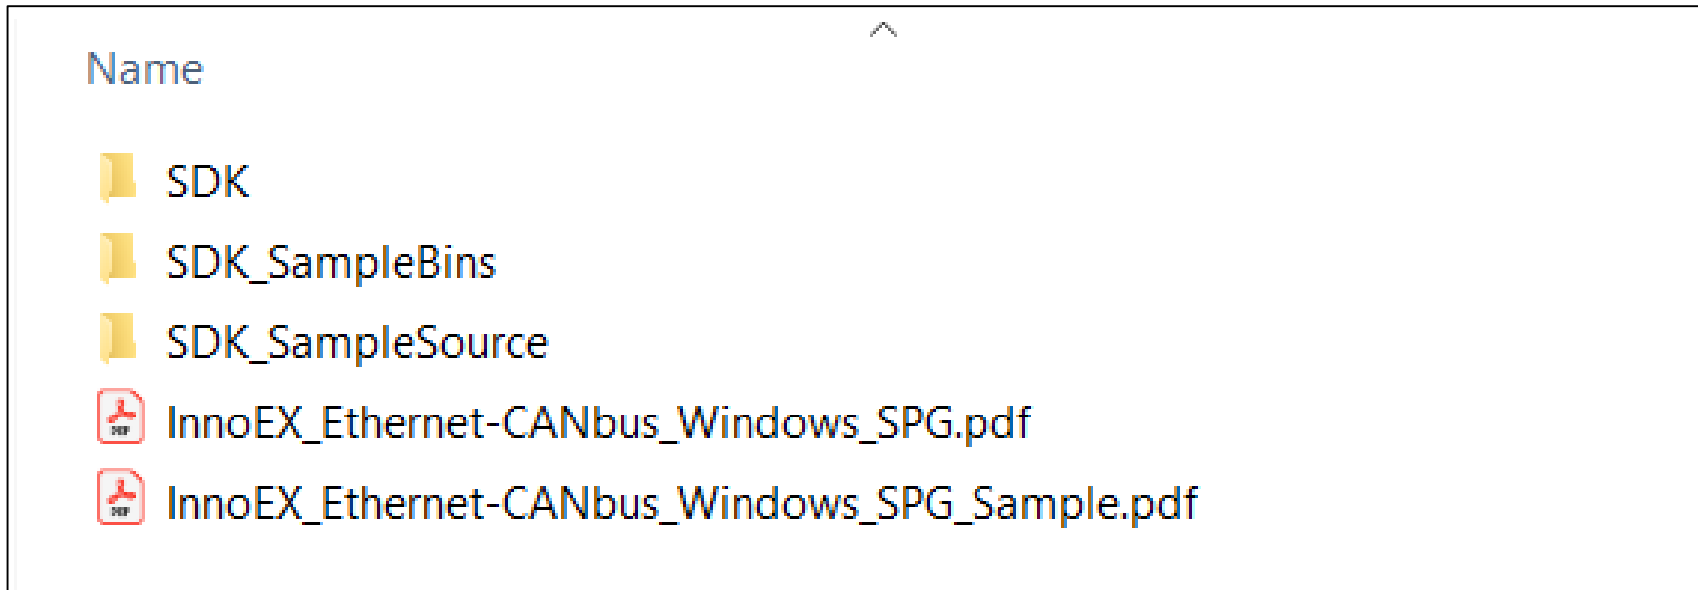 Name
SDK
SDK_SampleBins
SDK_SampleSource
InnoEX_Ethernet-CANbus_Windows_SPG.pdf
InnoEX_Ethernet-CANbus_Windows_SPG_Sample.pdf